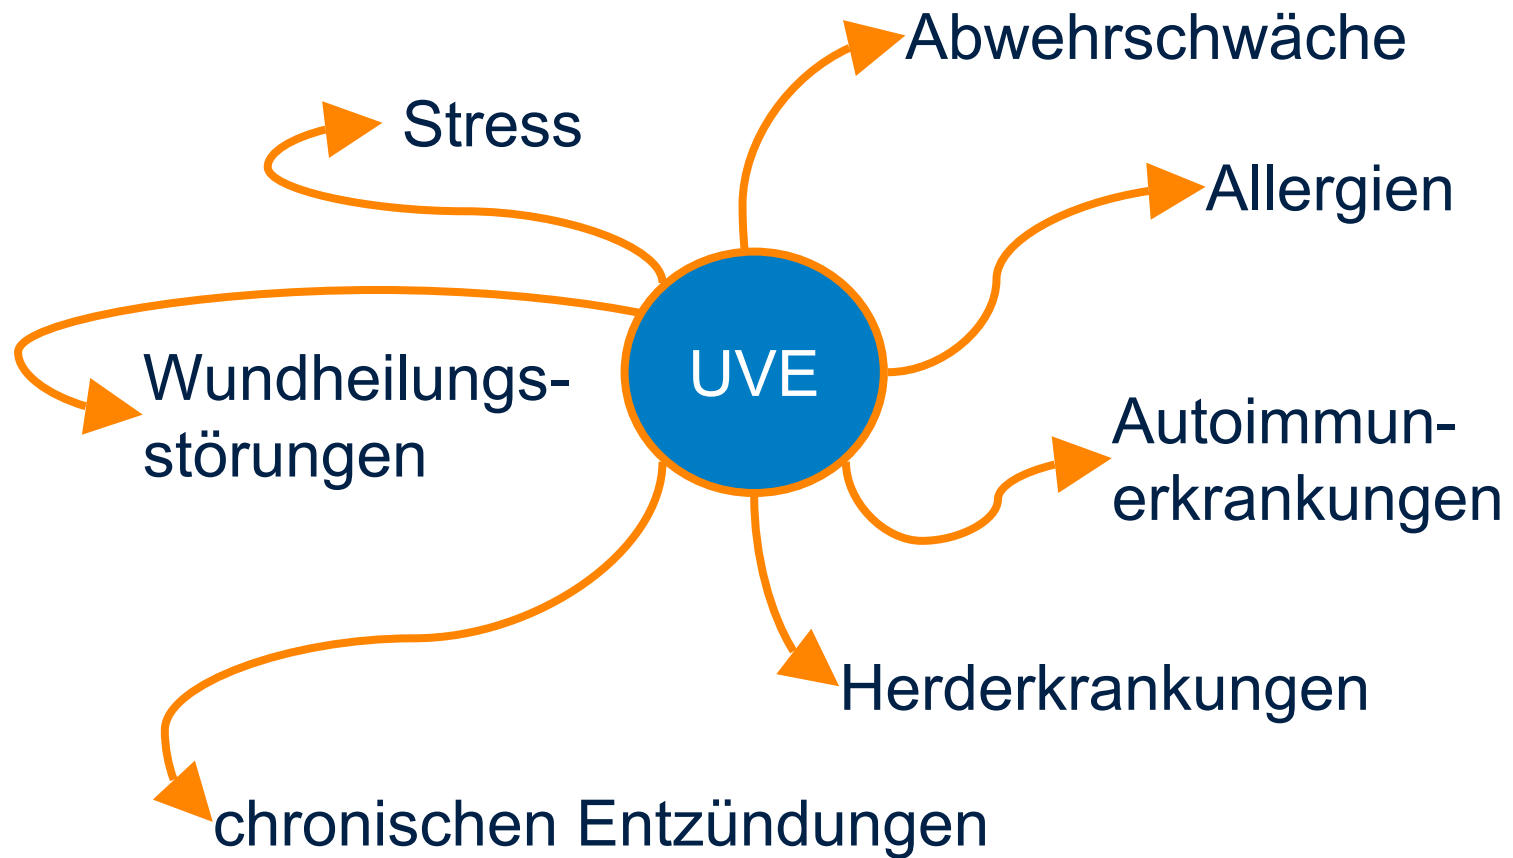 Abwehrschwäche
Stress
Allergien
UVE
Wundheilungs-
störungen
Autoimmun-
erkrankungen
Herderkrankungen
chronischen Entzündungen